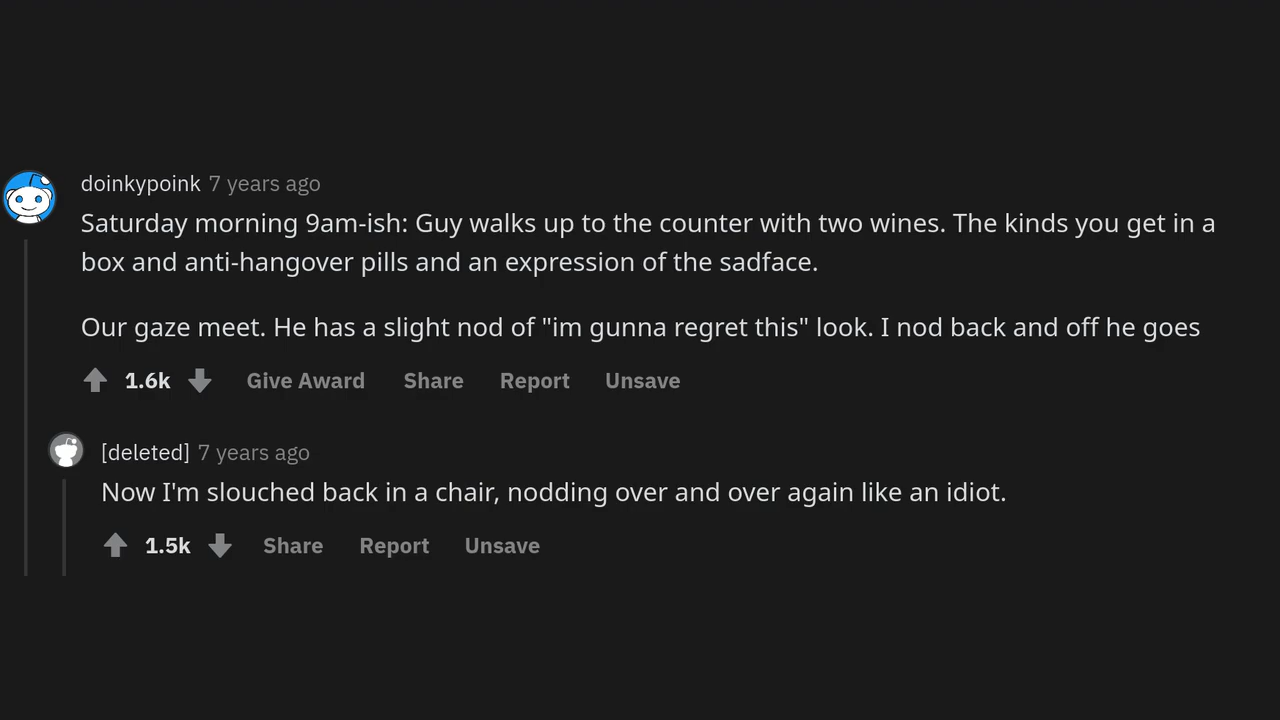 doinkypoink 7 years ago
Saturday morning 9am-ish: Guy walks up to the counter with two wines. The kinds you get in a
box and anti-hangover pills and an expression of the sadface.
Our gaze meet. He has a slight nod of "im gunna regret this" look. I nod back and off he goes
1.6k Give Award Share Report Unsave
[deleted] 7 years ago
Now I'm slouched back in a chair, nodding over and over again like an idiot.
1.5k Share Report Unsave